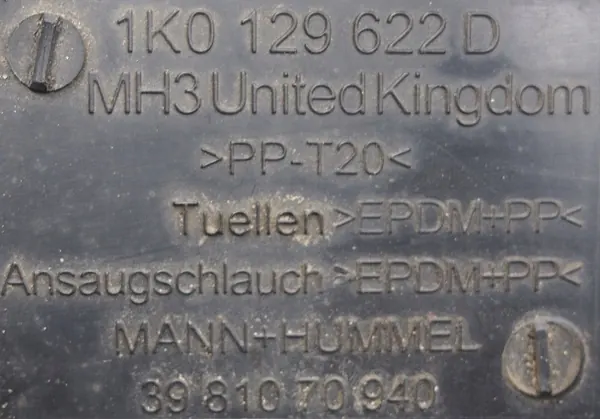 1K0 129 622 D
MH3 United Kingdom
>PP-T20<
Tuellen >EPDM+PP<
Ansaugschlauch >EPDM+PP<
MANN+HUMMEL
39 810 70 940